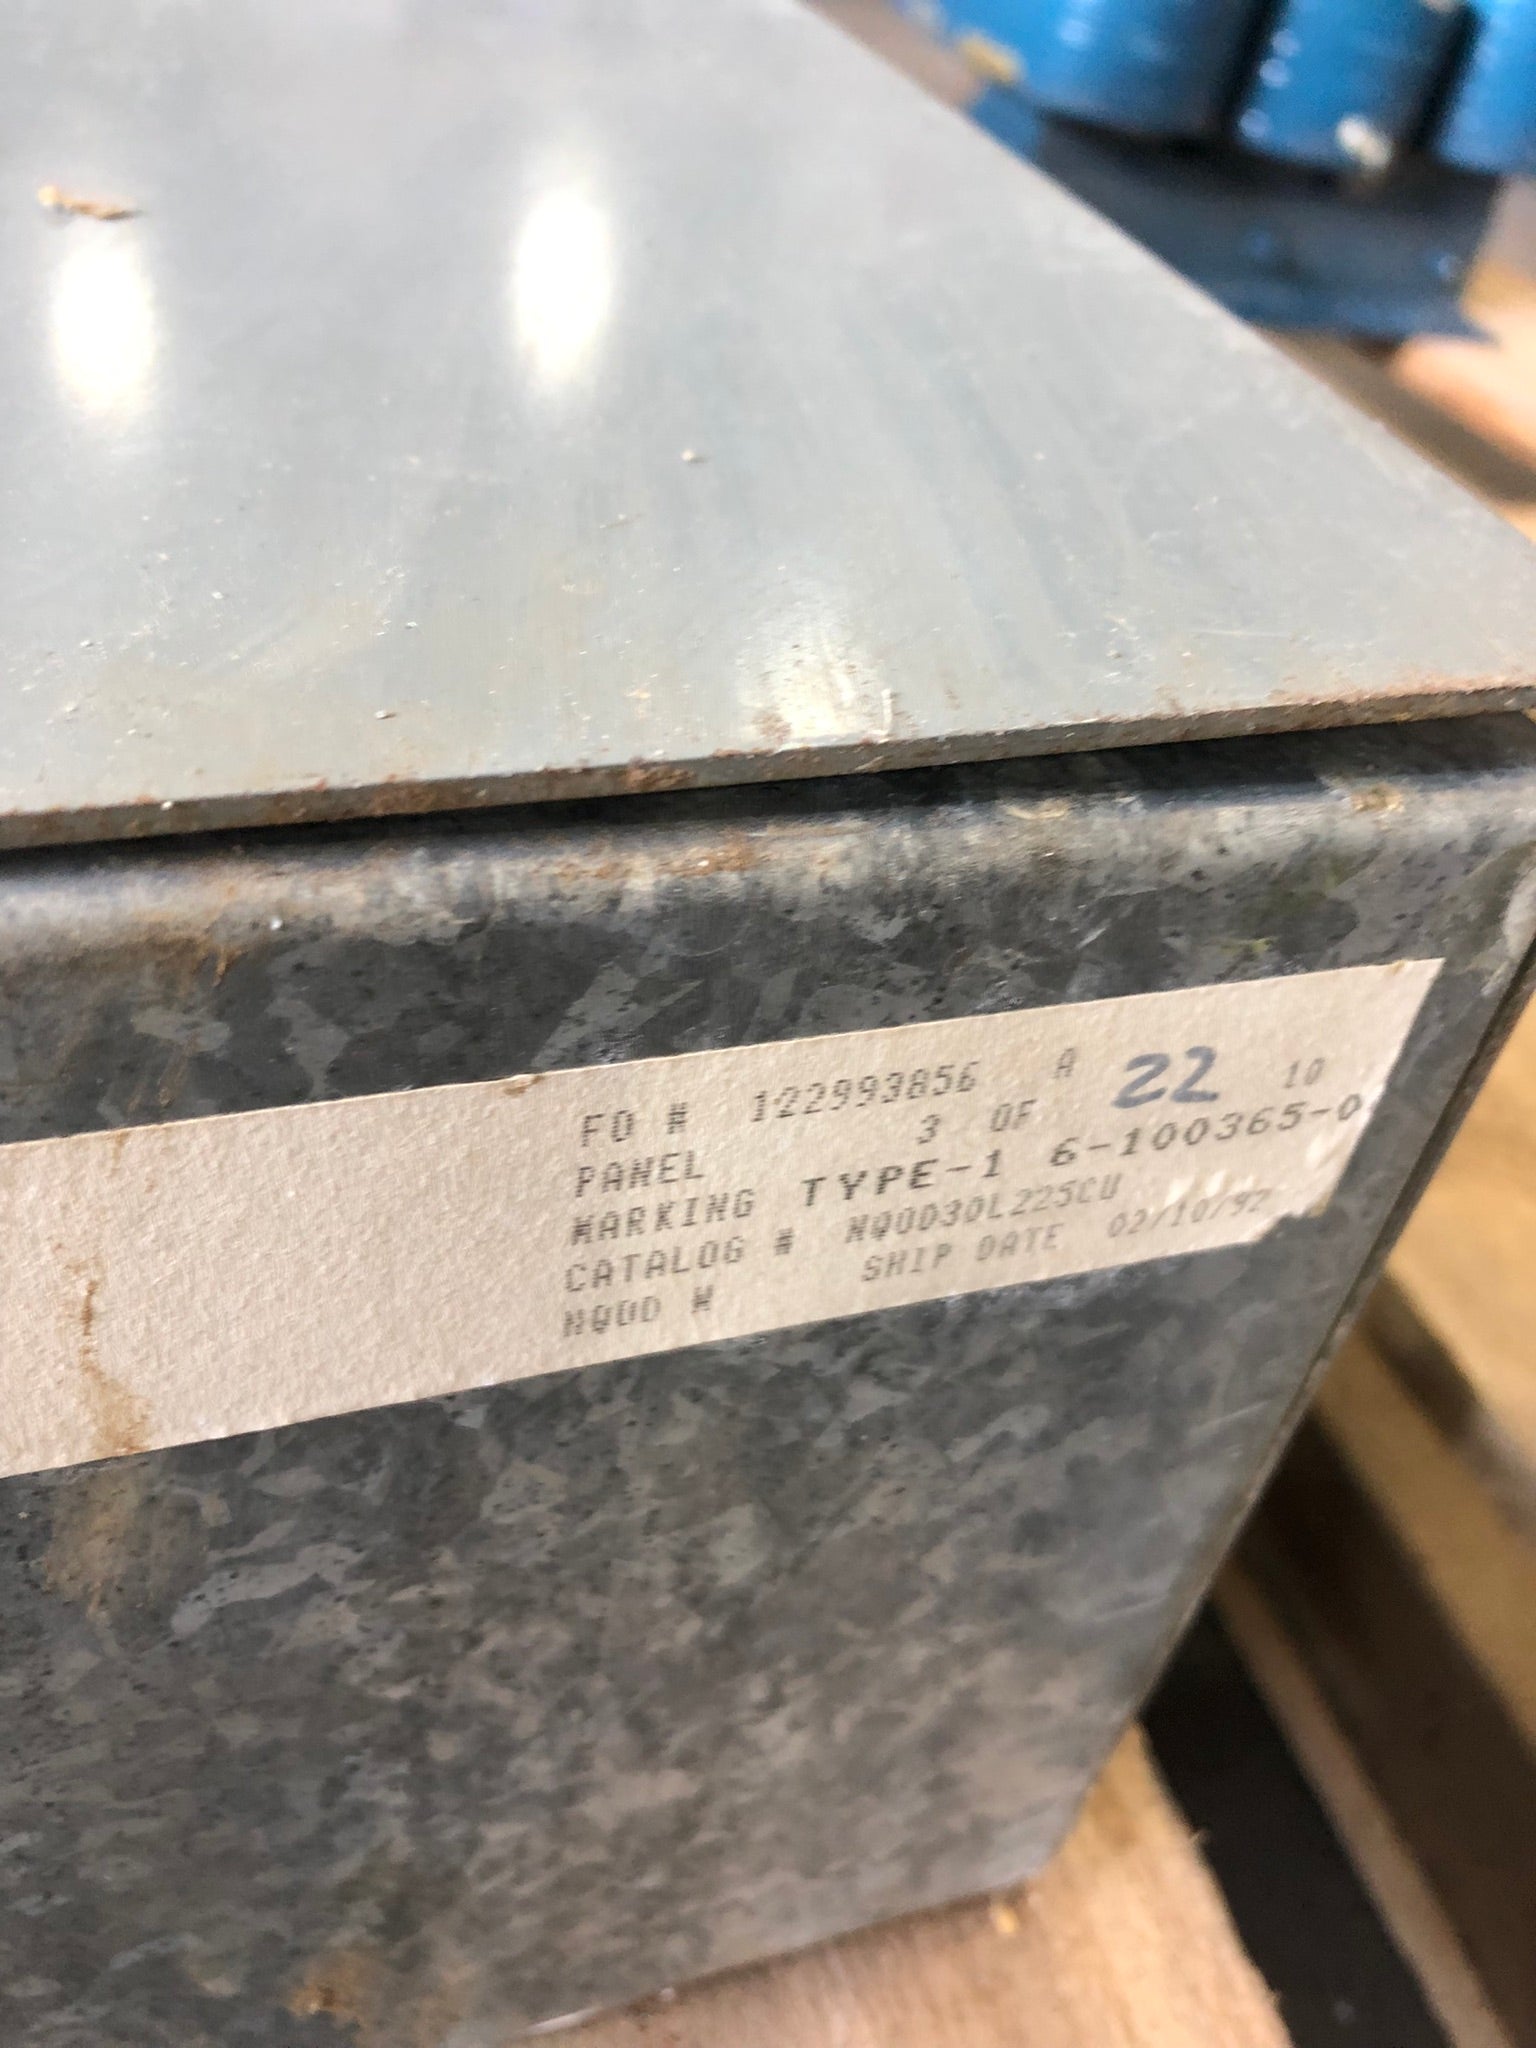 FO # 122993856 A 22 10
PANEL 3 OF
MARKING TYPE-1 6-100365-0
CATALOG # NQOD30L225CU
NQOD M SHIP DATE 02/10/92